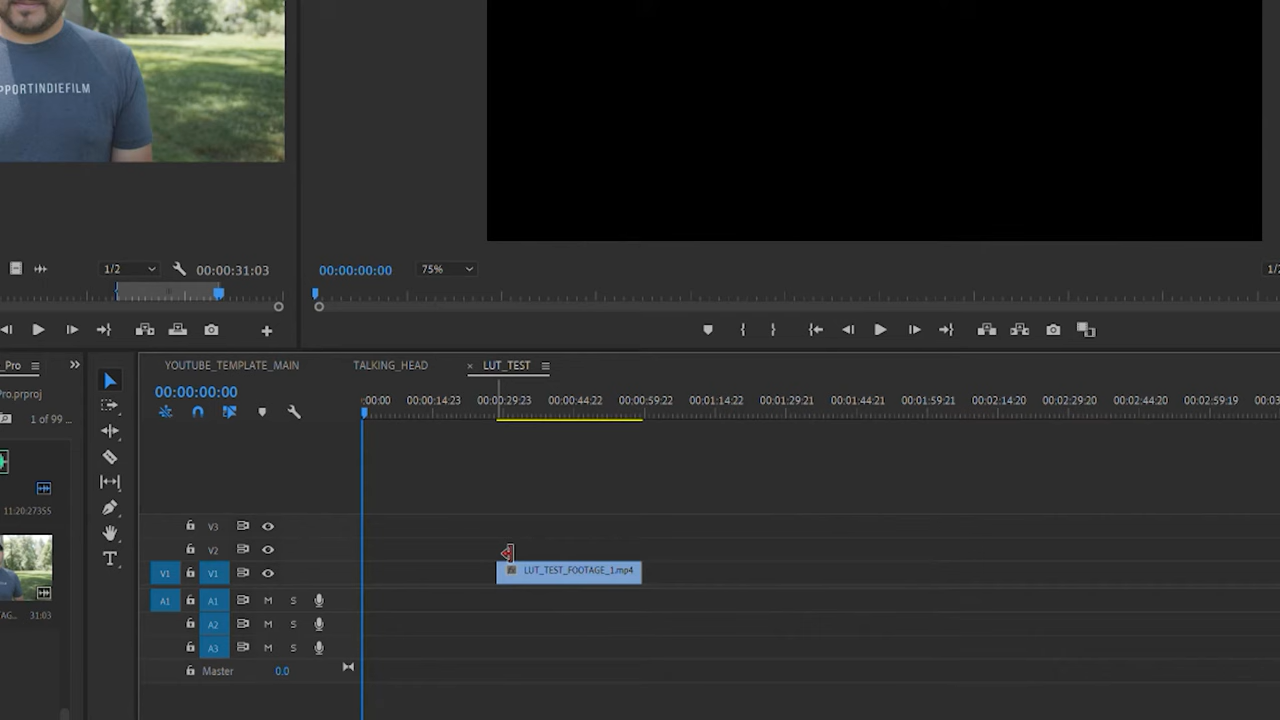 PPORTINDIEFILM
1/2
00:00:31:03
00:00:00:00
75%
1/2
_Pro
YOUTUBE_TEMPLATE_MAIN
TALKING_HEAD
× LUT_TEST
Pro.prproj
00:00:00:00
:00:00
00:00:14:23
00:00:29:23
00:00:44:22
00:00:59:22
00:01:14:22
00:01:29:21
00:01:44:21
00:01:59:21
00:02:14:20
00:02:29:20
00:02:44:20
00:02:59:19
00:03
1 of 99
11:20:27355
V3
V2
V1
V1
LUT_TEST_FOOTAGE_1.mp4
A1
A1
M
S
A2
M
S
TAG...
31:03
A3
M
S
Master
0.0
T